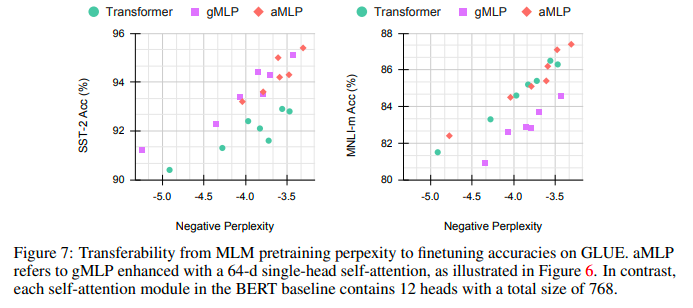 Transformer gMLP aMLP
96
94
92
90
SST-2 Acc (%)
-5.0 -4.5 -4.0 -3.5
Negative Perplexity
Transformer gMLP aMLP
88
86
84
82
80
MNLI-m Acc (%)
-5.0 -4.5 -4.0 -3.5
Negative Perplexity
Figure 7: Transferability from MLM pretraining perpexity to finetuning accuracies on GLUE. aMLP
refers to gMLP enhanced with a 64-d single-head self-attention, as illustrated in Figure 6. In contrast,
each self-attention module in the BERT baseline contains 12 heads with a total size of 768.